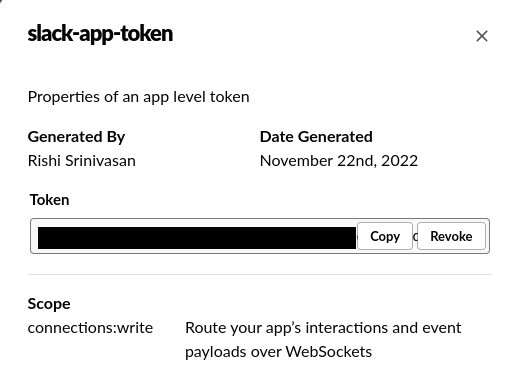 slack-app-token
Properties of an app level token
Generated By
Date Generated
Rishi Srinivasan
November 22nd, 2022
Token
Copy
Revoke
Scope
connections:write
Route your app's interactions and event
payloads over WebSockets